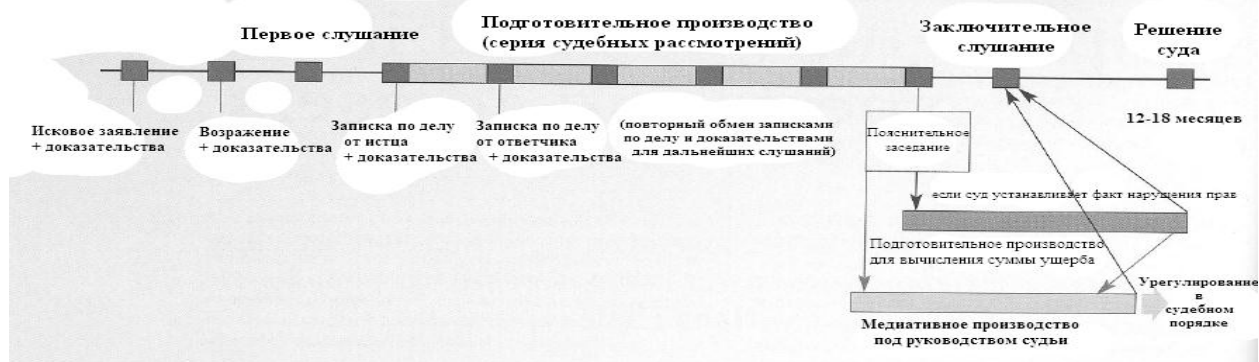 Первое слушание
Подготовительное производство
(серия судебных рассмотрений)
Заключительное
слушание
Решение
суда
Исковое заявление
+ доказательства
Возражение
+ доказательства
Записка по делу
от истца
+ доказательства
Записка по делу
от ответчика
+ доказательства
(повторный обмен записками
по делу и доказательствами
для дальнейших слушаний)
Пояснительное
заседание
12-18 месяцев
если суд устанавливает факт нарушения прав
Подготовительное производство
для вычисления суммы ущерба
Медиативное производство
под руководством судьи
Урегулирование
в
судебном
порядке